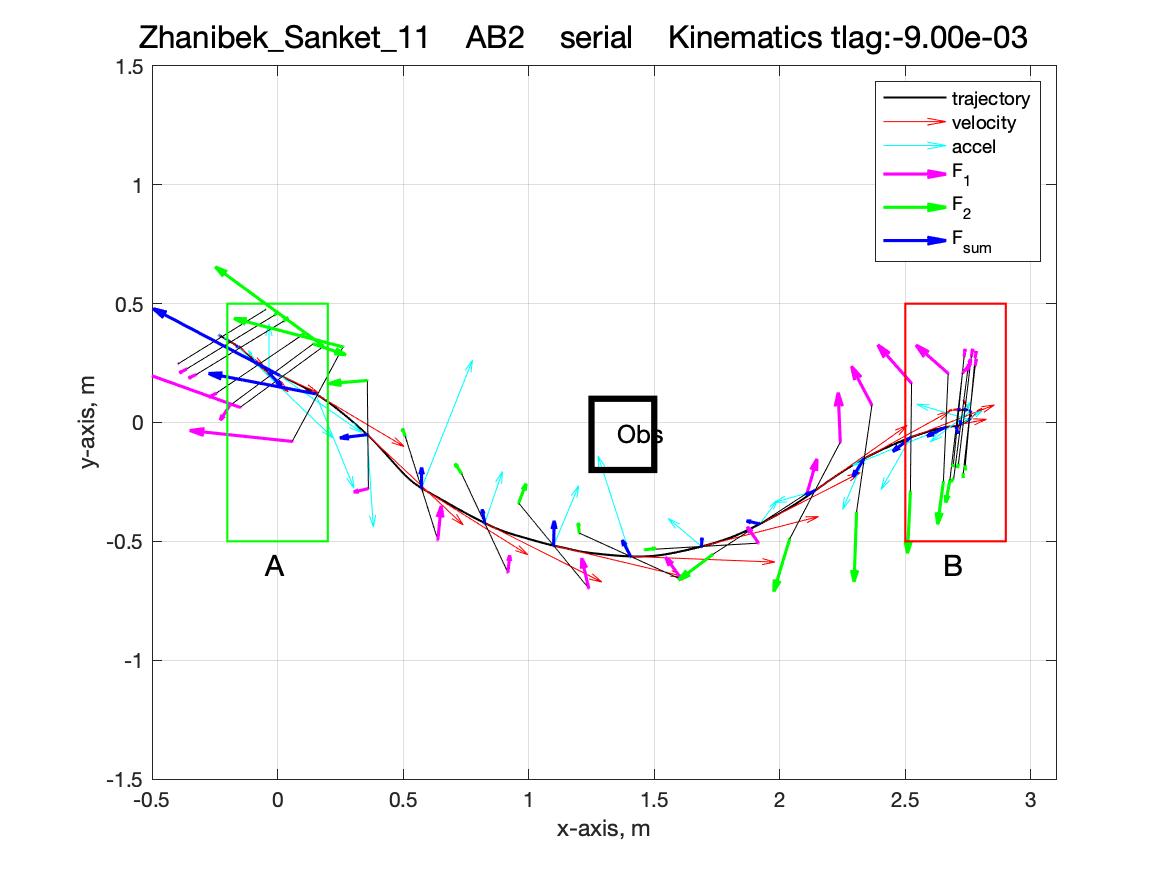 Zhanibek_Sanket_11 AB2 serial Kinematics tlag:-9.00e-03
1.5
trajectory
velocity
accel
F1
F2
Fsum
1
0.5
0
-0.5
-1
-1.5
y-axis, m
Obs
A
B
-0.5 0 0.5 1 1.5 2 2.5 3
x-axis, m